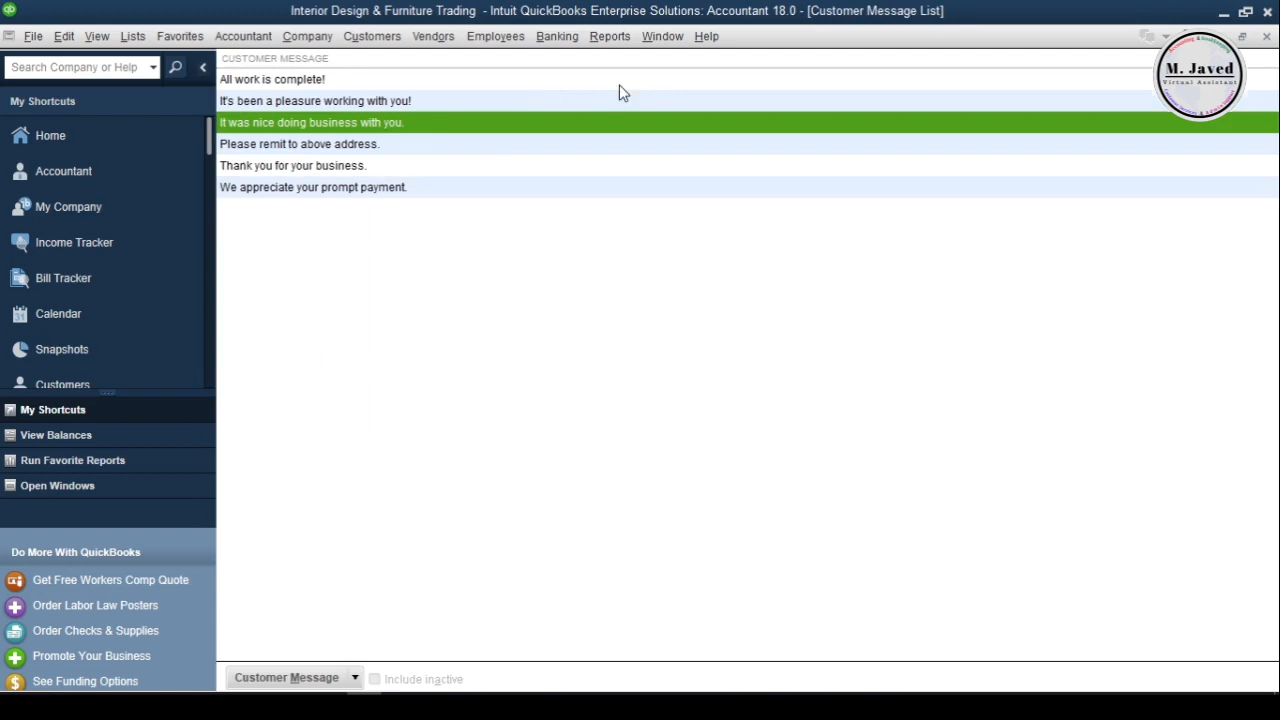 Interior Design & Furniture Trading - Intuit QuickBooks Enterprise Solutions: Accountant 18.0 - [Customer Message List]
File Edit View Lists Favorites Accountant Company Customers Vendors Employees Banking Reports Window Help
Search Company or Help
My Shortcuts
Home
Accountant
My Company
Income Tracker
Bill Tracker
Calendar
Snapshots
Customers
My Shortcuts
View Balances
Run Favorite Reports
Open Windows
Do More With QuickBooks
Get Free Workers Comp Quote
Order Labor Law Posters
Order Checks & Supplies
Promote Your Business
See Funding Options
CUSTOMER MESSAGE
All work is complete!
It's been a pleasure working with you!
It was nice doing business with you.
Please remit to above address.
Thank you for your business.
We appreciate your prompt payment.
Customer Message
Include inactive
M. Javed
Virtual Assistant